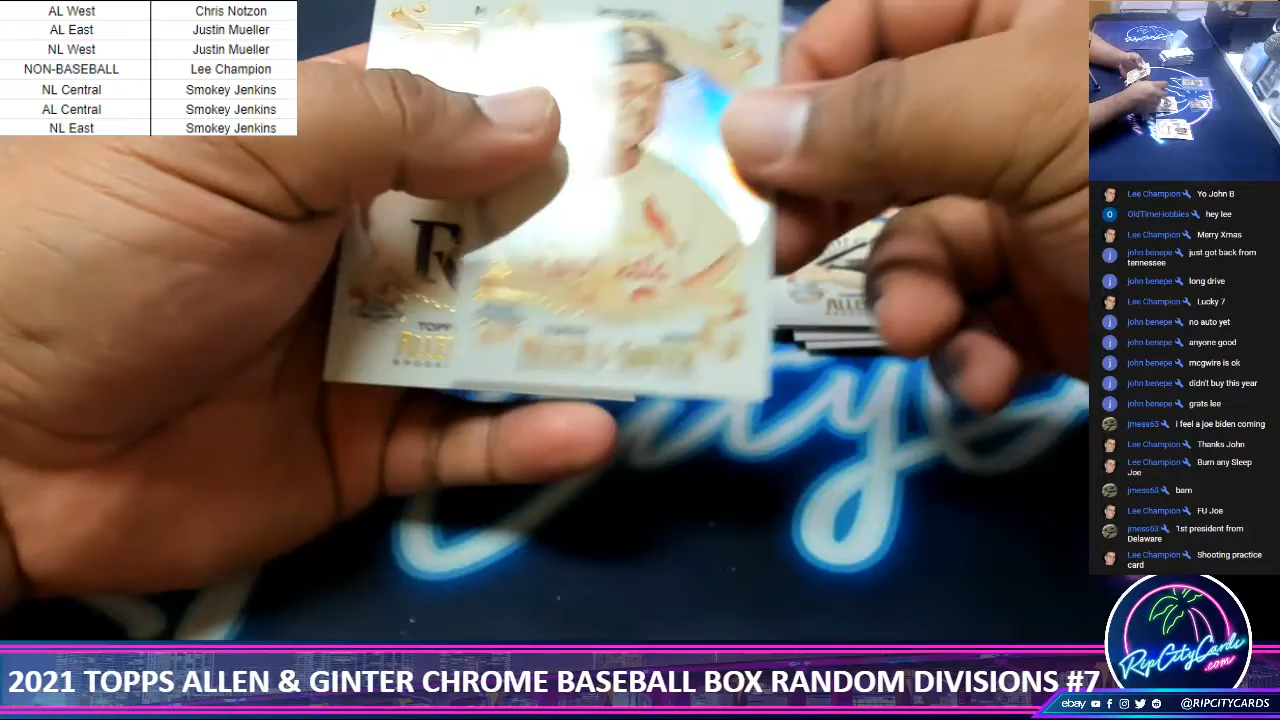 AL West Chris Notzon
AL East Justin Mueller
NL West Justin Mueller
NON-BASEBALL Lee Champion
NL Central Smokey Jenkins
AL Central Smokey Jenkins
NL East Smokey Jenkins
Lee Champion Yo John B
OldTimeHobbies hey lee
Lee Champion Merry Xmas
john benepe just got back from
tennessee
john benepe long drive
Lee Champion Lucky 7
john benepe no auto yet
john benepe anyone good
john benepe mcgwire is ok
john benepe didn't buy this year
john benepe grats lee
jmess63 i feel a joe biden coming
Lee Champion Thanks John
Lee Champion Burn any Sleep
Joe
jmess63 bam
Lee Champion FU Joe
jmess63 1st president from
Delaware
Lee Champion Shooting practice
card
RipCityCards
.com
2021 TOPPS ALLEN & GINTER CHROME BASEBALL BOX RANDOM DIVISIONS #7
ebay @RIPCITYCARDS